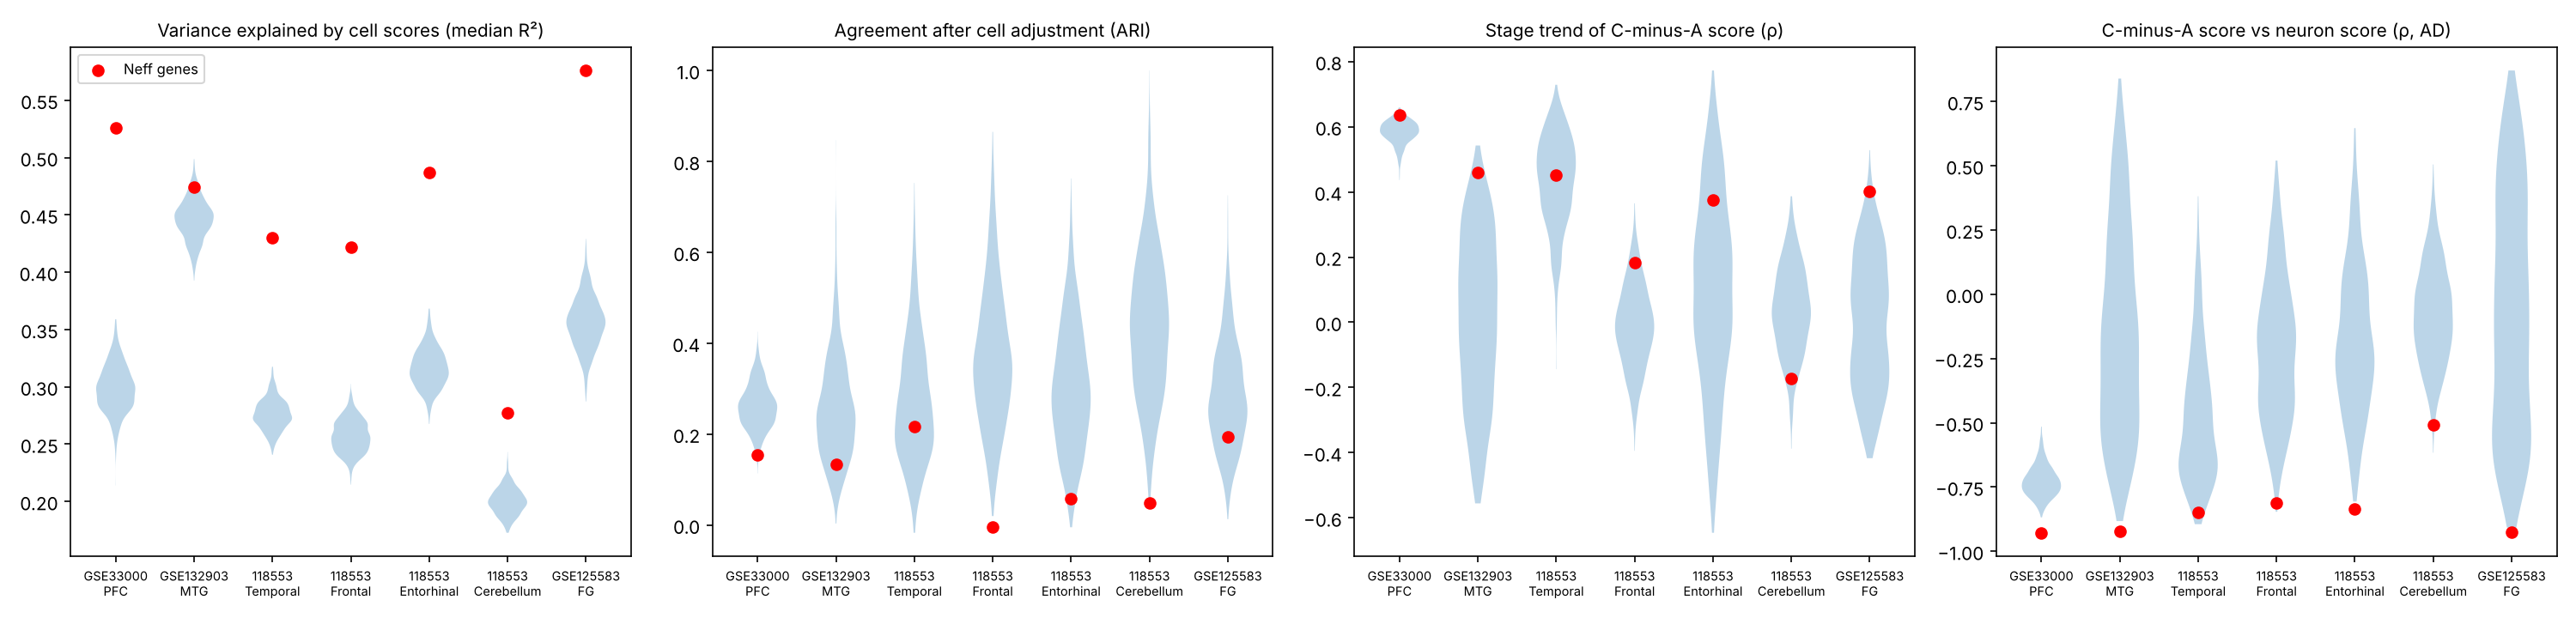 Variance explained by cell scores (median R²)
Neff genes
0.55
0.50
0.45
0.40
0.35
0.30
0.25
0.20
GSE33000 GSE132903 118553 118553 118553 118553 GSE125583
PFC MTG Temporal Frontal Entorhinal Cerebellum FG
Agreement after cell adjustment (ARI)
1.0
0.8
0.6
0.4
0.2
0.0
GSE33000 GSE132903 118553 118553 118553 118553 GSE125583
PFC MTG Temporal Frontal Entorhinal Cerebellum FG
Stage trend of C-minus-A score (ρ)
0.8
0.6
0.4
0.2
0.0
−0.2
−0.4
−0.6
GSE33000 GSE132903 118553 118553 118553 118553 GSE125583
PFC MTG Temporal Frontal Entorhinal Cerebellum FG
C-minus-A score vs neuron score (ρ, AD)
0.75
0.50
0.25
0.00
−0.25
−0.50
−0.75
−1.00
GSE33000 GSE132903 118553 118553 118553 118553 GSE125583
PFC MTG Temporal Frontal Entorhinal Cerebellum FG